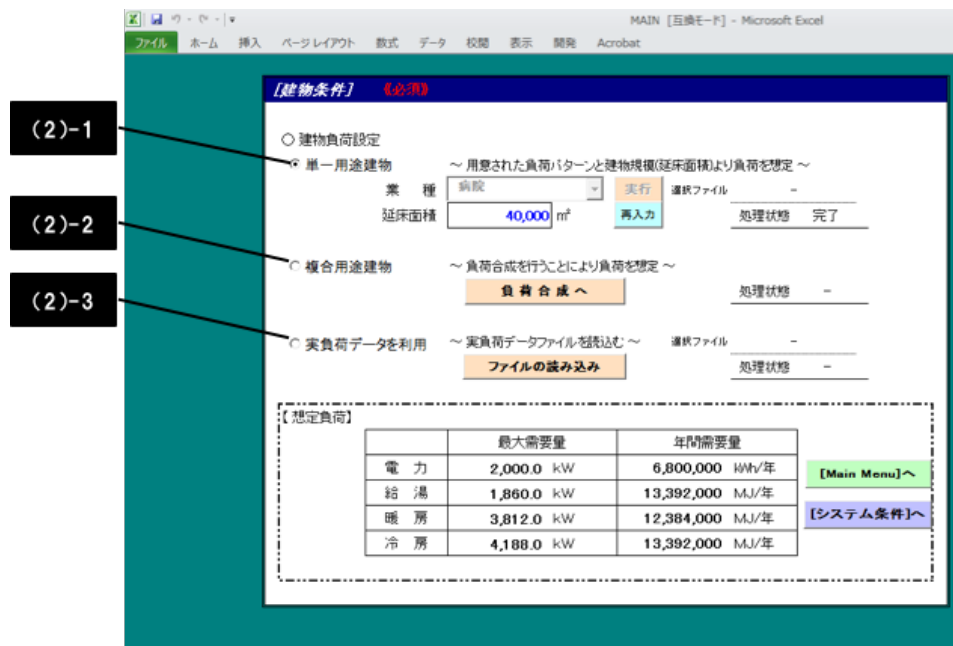 MAIN [互換モード] - Microsoft Excel
ファイル ホーム 挿入 ページ レイアウト 数式 データ 校閲 表示 開発 Acrobat
[建物条件] 《必須》
(2)-1
○ 建物負荷設定
単一用途建物 ～ 用意された負荷パターンと建物規模(延床面積)より負荷を想定 ～
業 種 病院 実行 選択ファイル -
延床面積 40,000 ㎡ 再入力 処理状態 完了
(2)-2
複合用途建物 ～ 負荷合成を行うことにより負荷を想定 ～
負 荷 合 成 へ 処理状態 -
(2)-3
実負荷データを利用 ～ 実負荷データファイルを読込む ～ 選択ファイル -
ファイルの読み込み 処理状態 -
【 想定負荷】
最大需要量 年間需要量
電 力 2,000.0 kW 6,800,000 kWh/年
給 湯 1,860.0 kW 13,392,000 MJ/年
暖 房 3,812.0 kW 12,384,000 MJ/年
冷 房 4,188.0 kW 13,392,000 MJ/年
[Main Menu]へ
[システム条件]へ